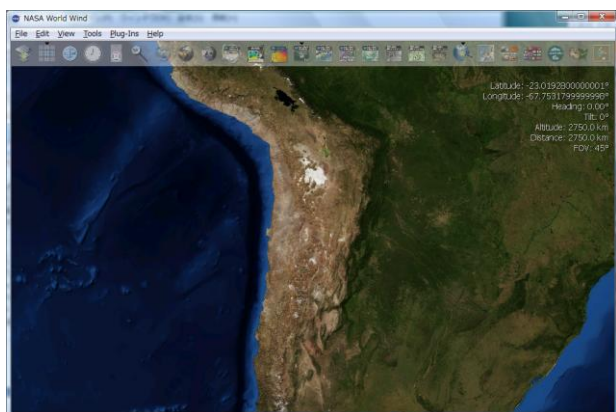 NASA World Wind
File Edit View Tools Plug-Ins Help
Latitude: -23.0192800000001°
Longitude: -67.7531799999998°
Heading: 0.00°
Tilt: 0°
Altitude: 2750.0 km
Distance: 2750.0 km
FOV: 45°